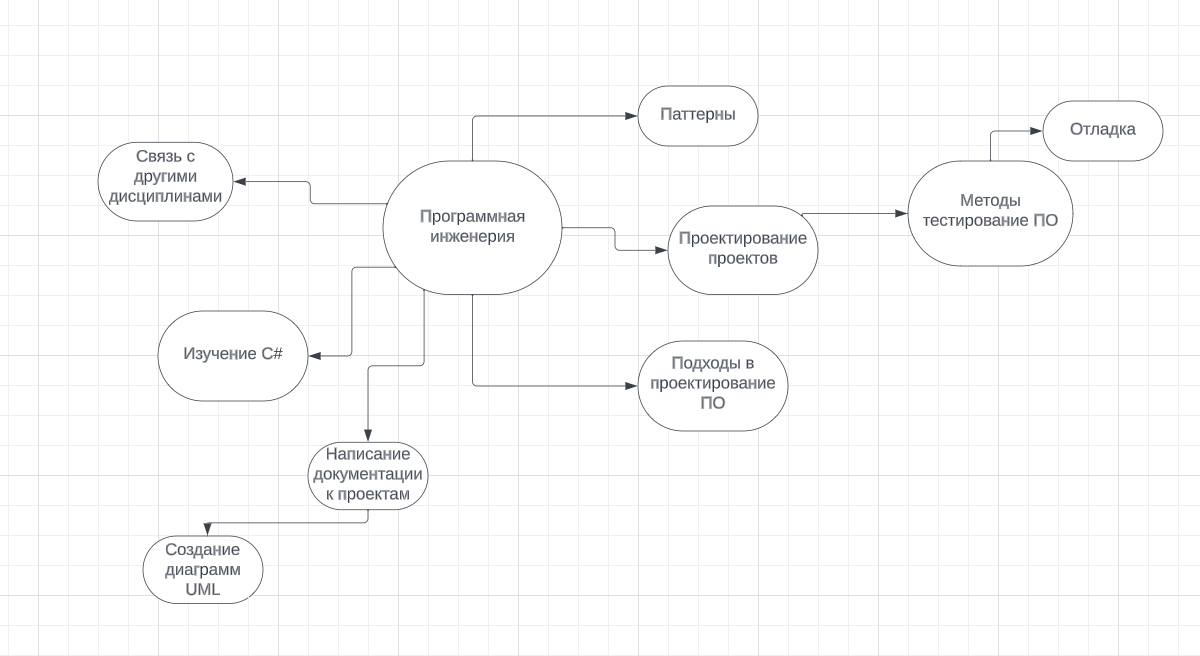 Паттерны
Отладка
Связь с
другими
дисциплинами
Программная
инженерия
Проектирование
проектов
Методы
тестирование ПО
Изучение C#
Подходы в
проектирование
ПО
Написание
документации
к проектам
Создание
диаграмм
UML